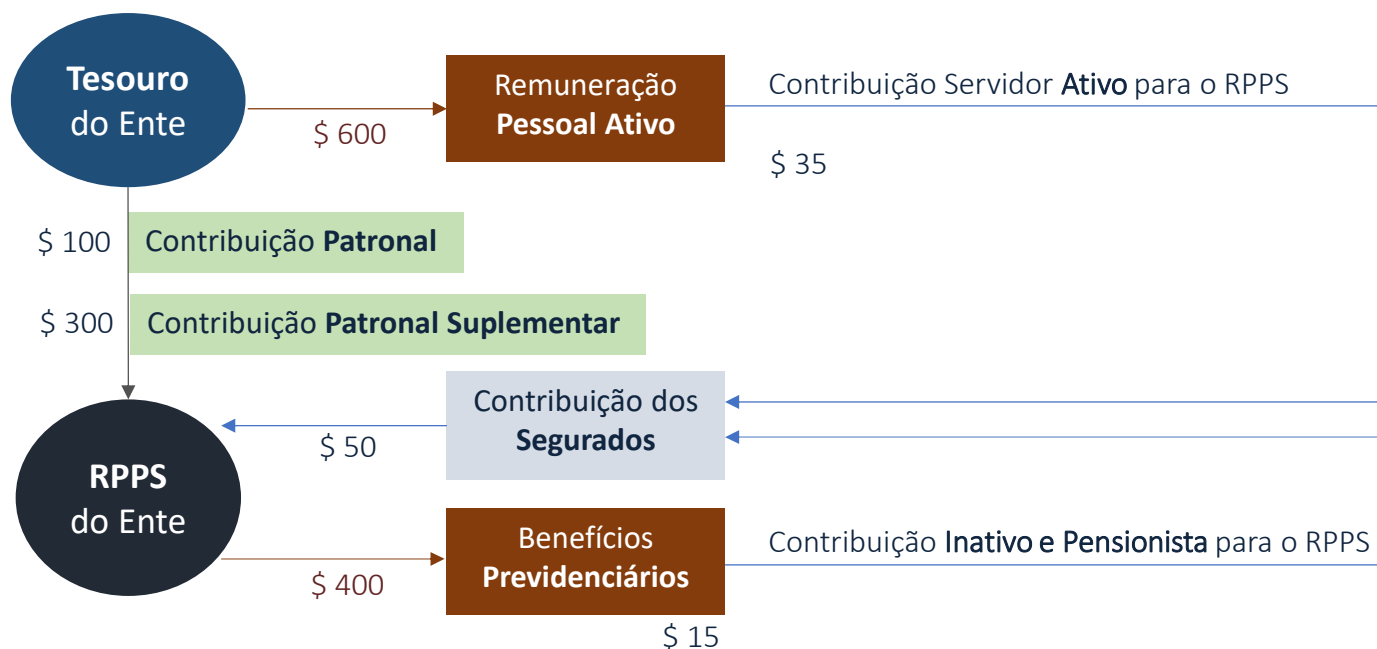 Tesouro
do Ente
$ 600
Remuneração
Pessoal Ativo
Contribuição Servidor Ativo para o RPPS
$ 35
$ 100
Contribuição Patronal
$ 300
Contribuição Patronal Suplementar
Contribuição dos
Segurados
$ 50
RPPS
do Ente
$ 400
Benefícios
Previdenciários
Contribuição Inativo e Pensionista para o RPPS
$ 15